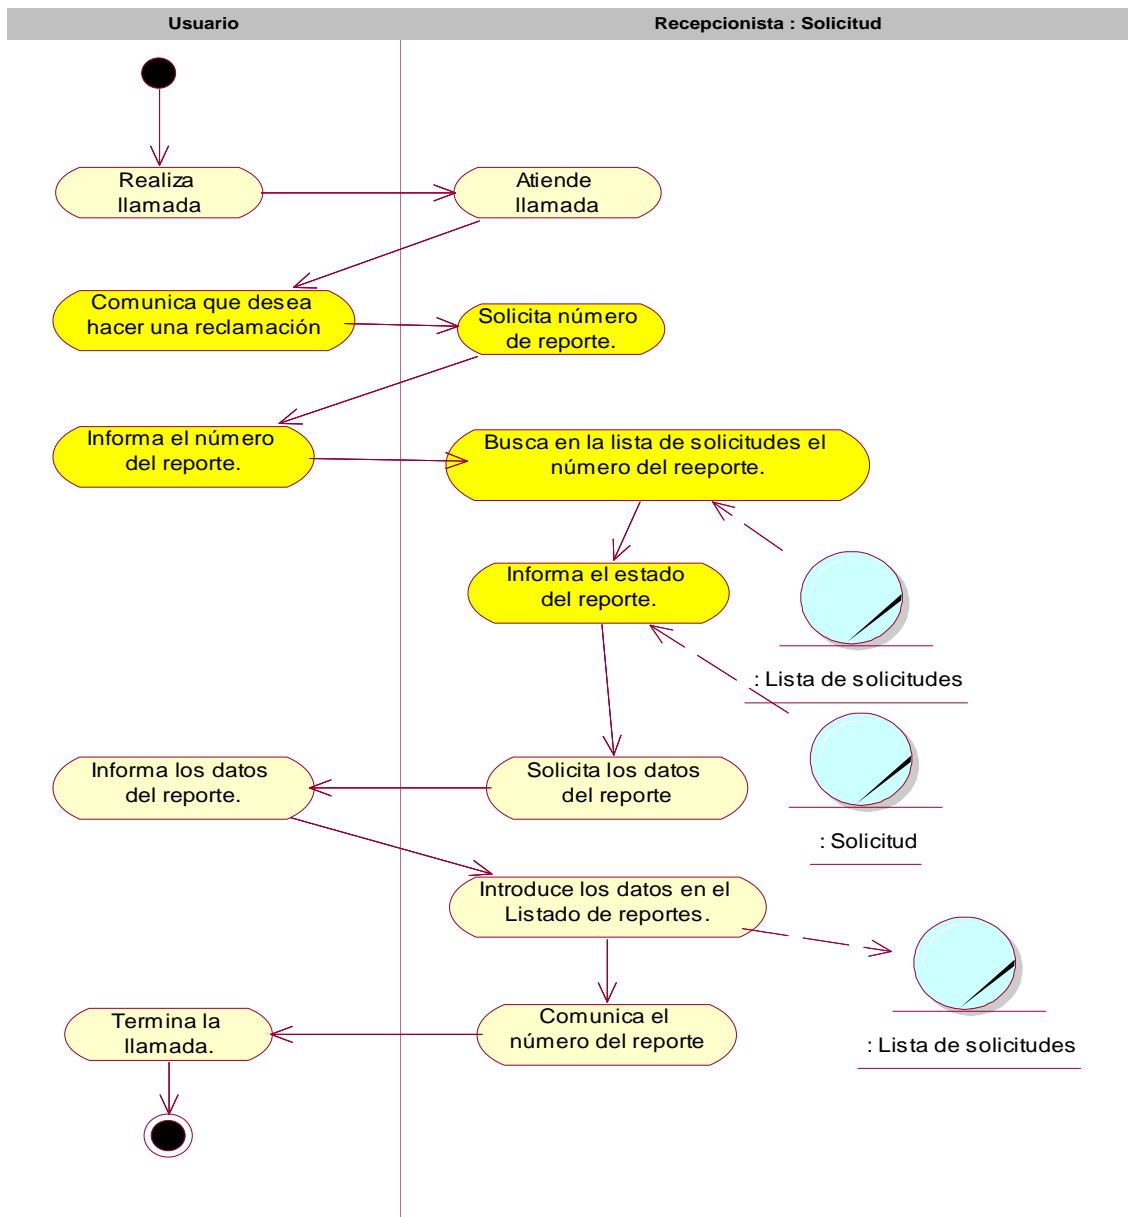 Usuario
Recepcionista : Solicitud
Realiza
llamada
Atiende
llamada
Comunica que desea
hacer una reclamación
Solicita número
de reporte.
Informa el número
del reporte.
Busca en la lista de solicitudes el
número del reeporte.
Informa el estado
del reporte.
: Lista de solicitudes
Informa los datos
del reporte.
Solicita los datos
del reporte
: Solicitud
Introduce los datos en el
Listado de reportes.
Termina la
llamada.
Comunica el
número del reporte
: Lista de solicitudes